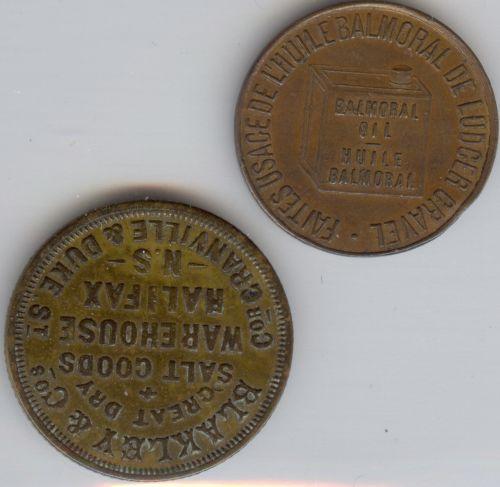 FAITES USAGE DE L'HUILE BALMORAL DE LUDGER GRAVEL
BALMORAL
OIL
HUILE
BALMORAL
BLAKLEY & Cos
GREAT DRY
+
SALT GOODS
WAREHOUSE
HALIFAX
– N.S –
Cor GRANVILLE & DUKE ST